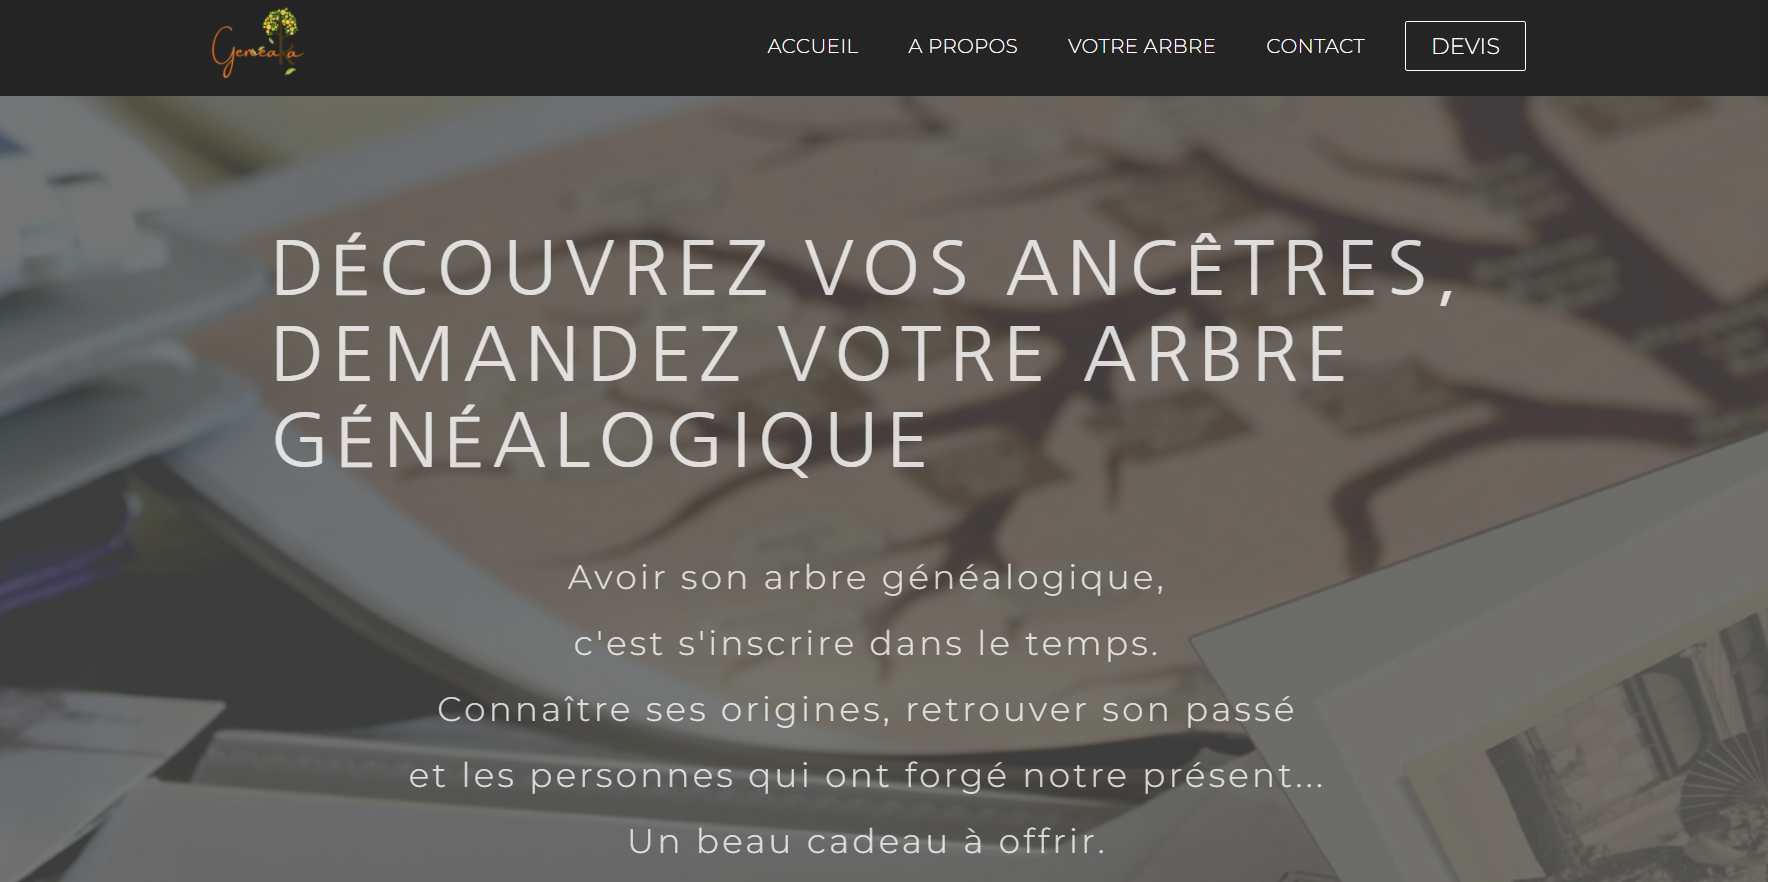 Geneaka
ACCUEIL A PROPOS VOTRE ARBRE CONTACT DEVIS
DÉCOUVREZ VOS ANCÊTRES,
DEMANDEZ VOTRE ARBRE
GÉNÉALOGIQUE
Avoir son arbre généalogique,
c'est s'inscrire dans le temps.
Connaître ses origines, retrouver son passé
et les personnes qui ont forgé notre présent...
Un beau cadeau à offrir.